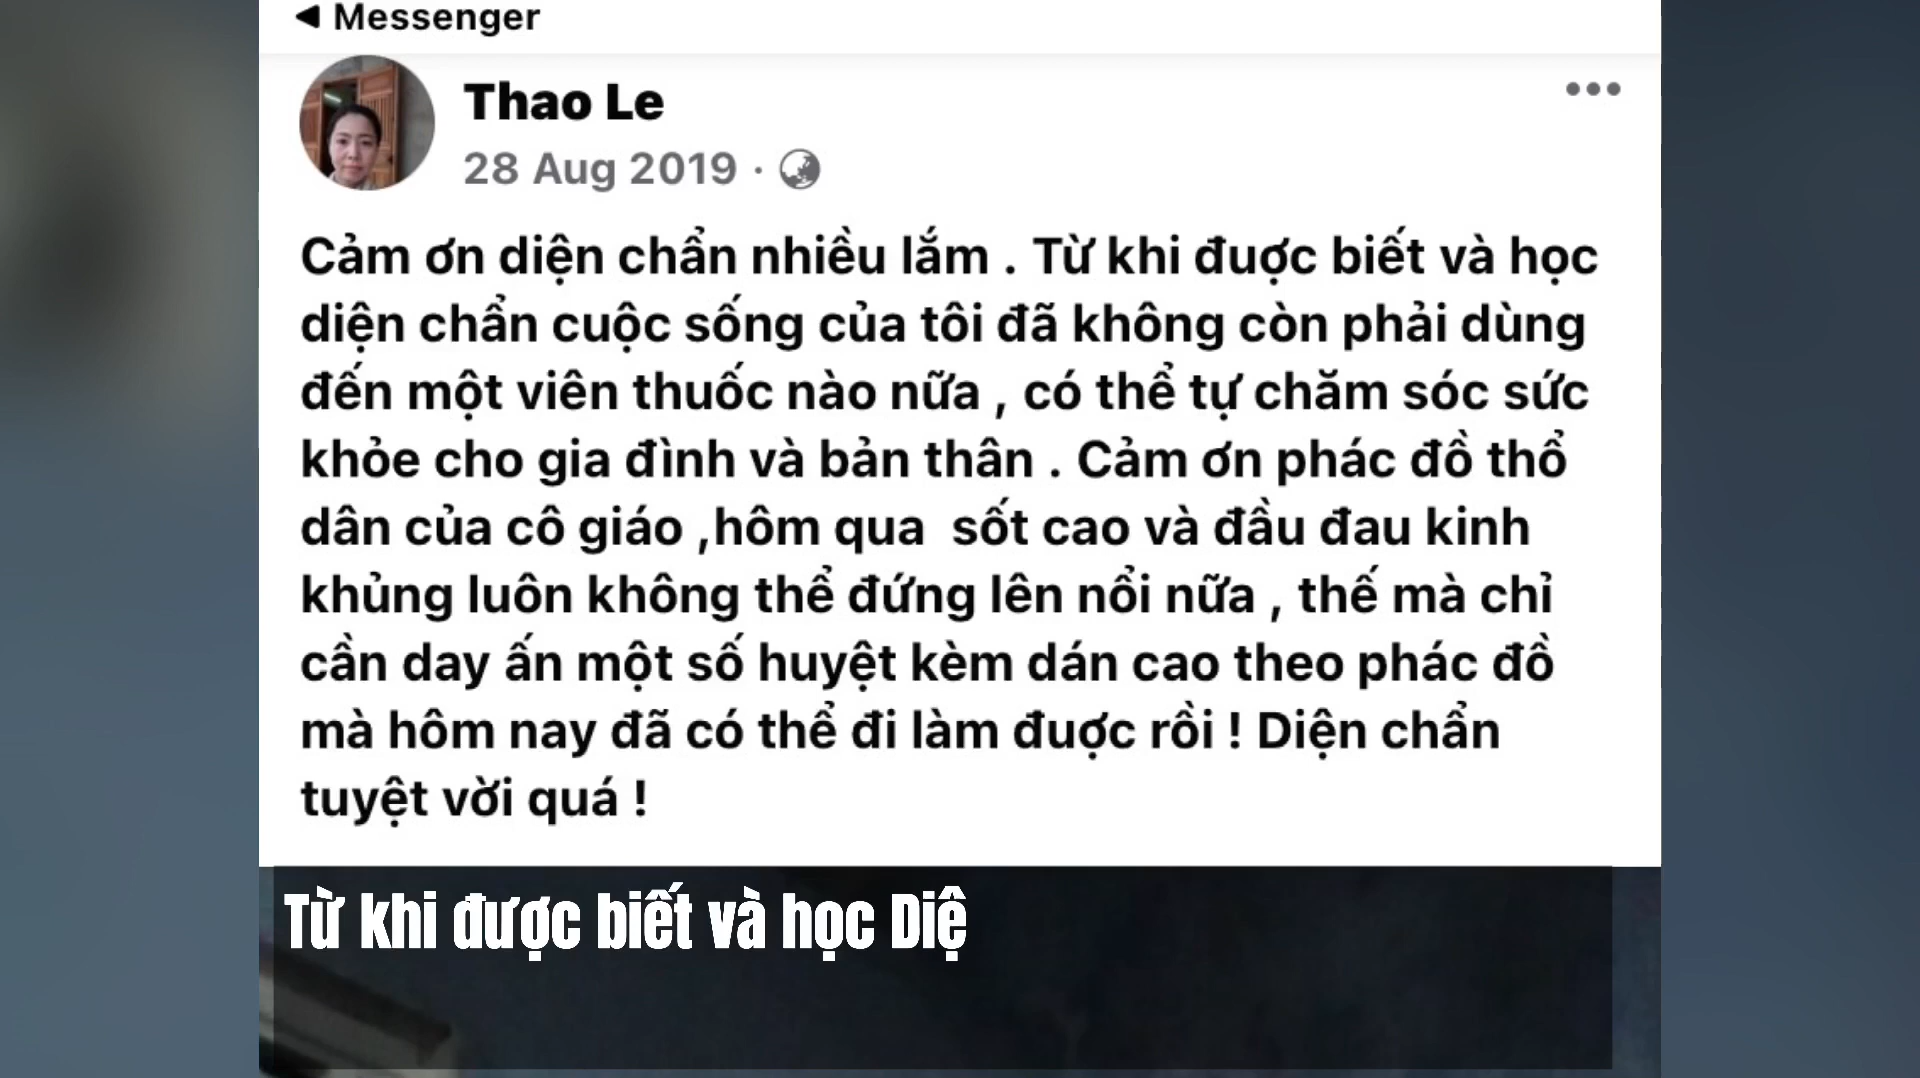 Messenger
Thao Le
28 Aug 2019 ·
Cảm ơn diện chẩn nhiều lắm . Từ khi đuợc biết và học
diện chẩn cuộc sống của tôi đã không còn phải dùng
đến một viên thuốc nào nữa , có thể tự chăm sóc sức
khỏe cho gia đình và bản thân . Cảm ơn phác đồ thổ
dân của cô giáo ,hôm qua  sốt cao và đầu đau kinh
khủng luôn không thể đứng lên nổi nữa , thế mà chỉ
cần day ấn một số huyệt kèm dán cao theo phác đồ
mà hôm nay đã có thể đi làm đuợc rồi ! Diện chẩn
tuyệt vời quá !
Từ khi được biết và học Diệ